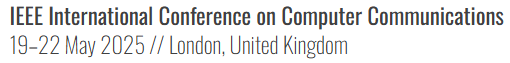 IEEE International Conference on Computer Communications
19–22 May 2025 // London, United Kingdom